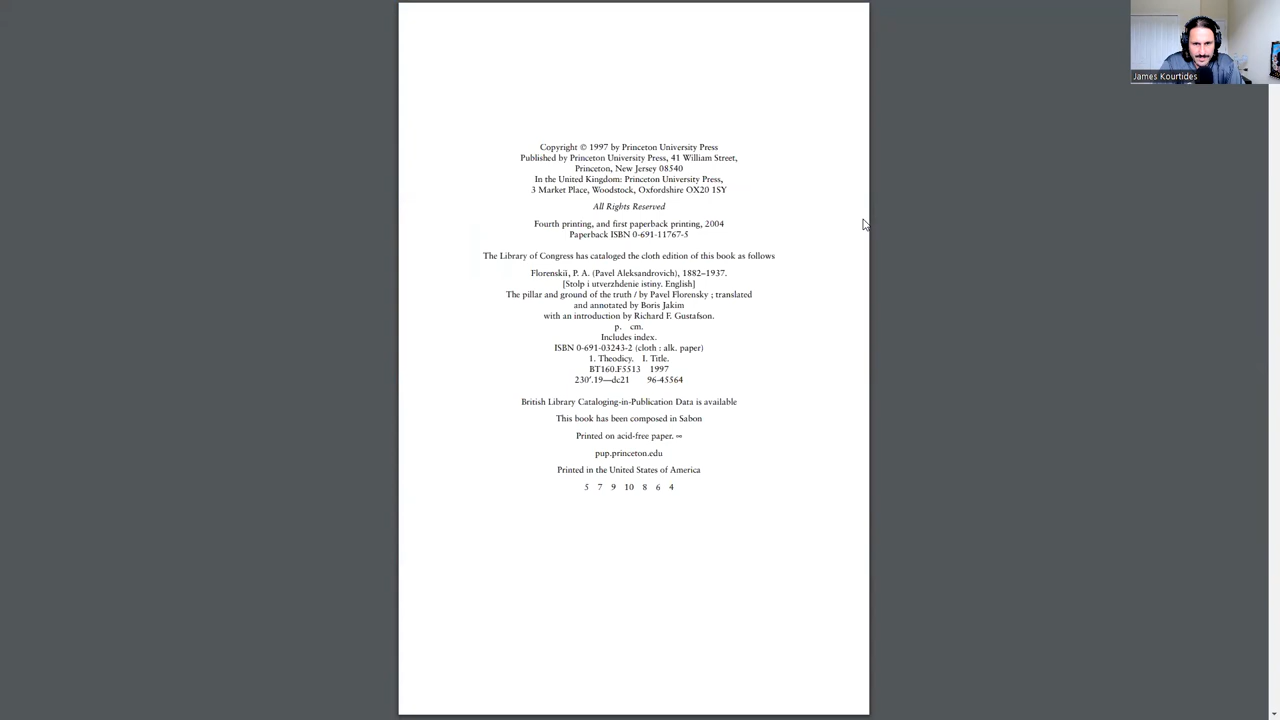 Copyright © 1997 by Princeton University Press
Published by Princeton University Press, 41 William Street,
Princeton, New Jersey 08540
In the United Kingdom: Princeton University Press,
3 Market Place, Woodstock, Oxfordshire OX20 1SY
All Rights Reserved
Fourth printing, and first paperback printing, 2004
Paperback ISBN 0-691-11767-5
The Library of Congress has cataloged the cloth edition of this book as follows
Florenskiĭ, P. A. (Pavel Aleksandrovich), 1882–1937.
[Stolp i utverzhdenie istiny. English]
The pillar and ground of the truth / by Pavel Florensky ; translated
and annotated by Boris Jakim
with an introduction by Richard F. Gustafson.
p. cm.
Includes index.
ISBN 0-691-03243-2 (cloth : alk. paper)
1. Theodicy. I. Title.
BT160.F5513 1997
230'.19—dc21 96-45564
British Library Cataloging-in-Publication Data is available
This book has been composed in Sabon
Printed on acid-free paper. ∞
pup.princeton.edu
Printed in the United States of America
5 7 9 10 8 6 4
James Kourtides